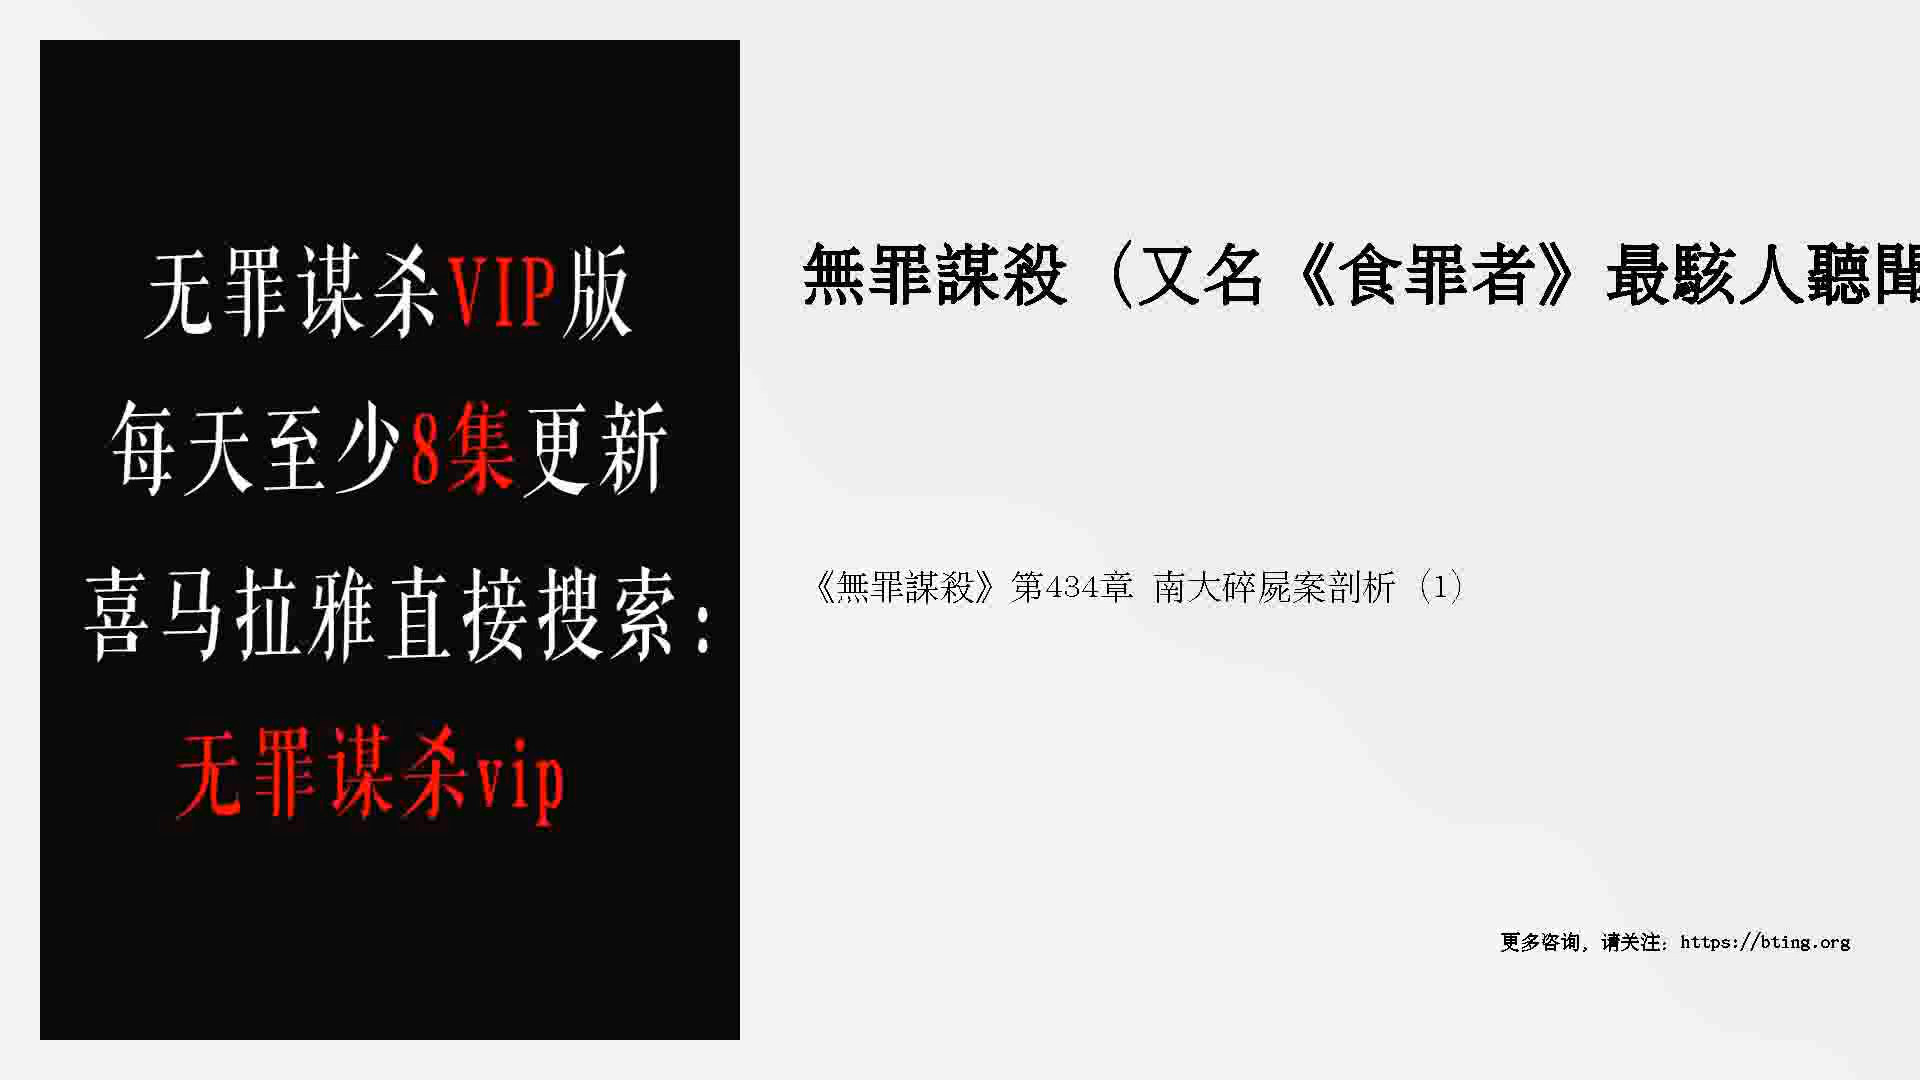 无罪谋杀VIP版
每天至少8集更新
喜马拉雅直接搜索:
无罪谋杀vip
無罪謀殺（又名《食罪者》最駭人聽聞
《無罪謀殺》第434章 南大碎屍案剖析（1）
更多咨询，请关注：https://bting.org